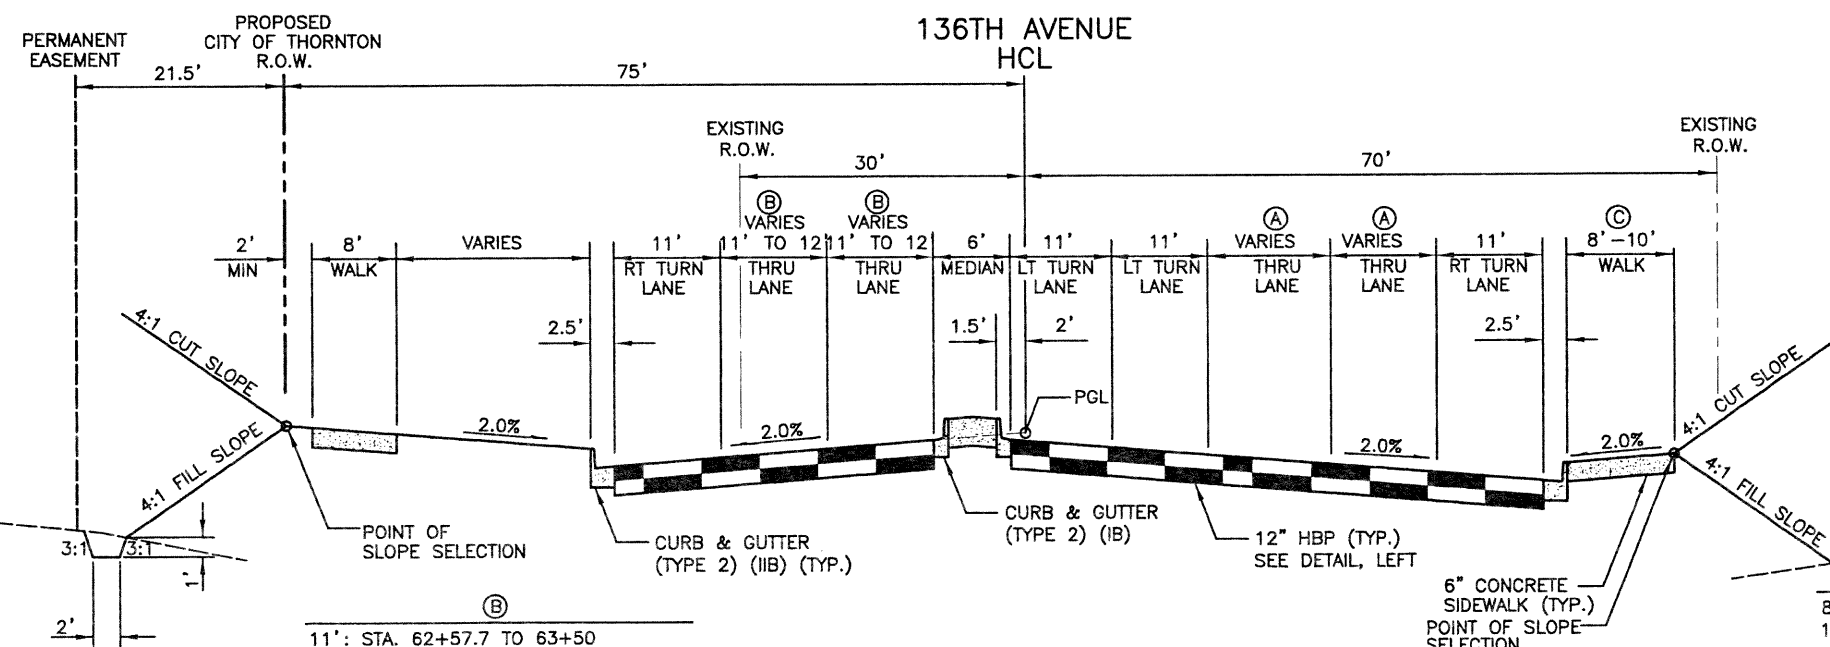 136TH AVENUE
HCL
PERMANENT
EASEMENT
PROPOSED
CITY OF THORNTON
R.O.W.
21.5'
75'
EXISTING
R.O.W.
30'
70'
EXISTING
R.O.W.
2'
MIN
8'
WALK
VARIES
11'
RT TURN
LANE
B
VARIES
11' TO 12'
THRU
LANE
B
VARIES
11' TO 12
THRU
LANE
6'
MEDIAN
11'
LT TURN
LANE
11'
LT TURN
LANE
A
VARIES
THRU
LANE
A
VARIES
THRU
LANE
11'
RT TURN
LANE
C
8'-10'
WALK
2.5'
1.5'
2'
2.5'
4:1 CUT SLOPE
4:1 FILL SLOPE
2.0%
2.0%
PGL
2.0%
2.0%
4:1 CUT SLOPE
4:1 FILL SLOPE
POINT OF
SLOPE SELECTION
CURB & GUTTER
(TYPE 2) (IIB) (TYP.)
CURB & GUTTER
(TYPE 2) (IB)
12" HBP (TYP.)
SEE DETAIL, LEFT
6" CONCRETE
SIDEWALK (TYP.)
POINT OF SLOPE
SELECTION
3:1
3:1
1'
2'
B
11': STA. 62+57.7 TO 63+50
8
1